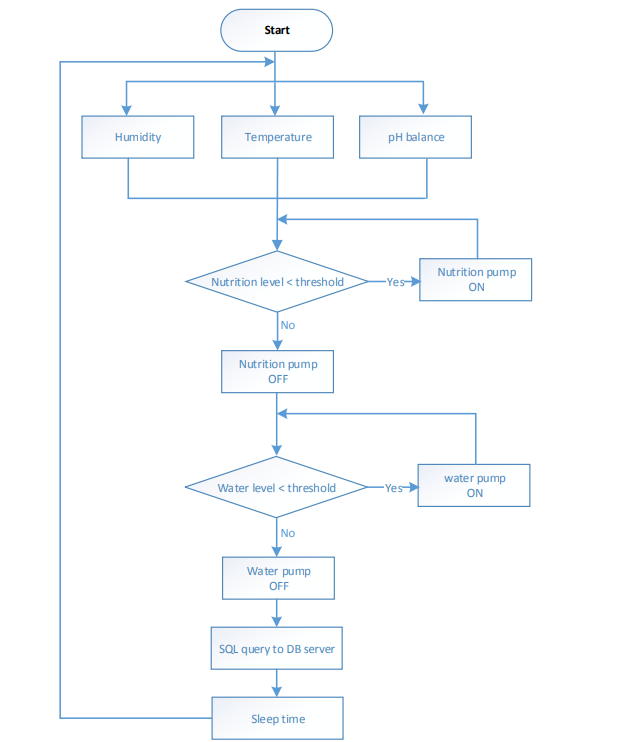 Start
Humidity
Temperature
pH balance
Nutrition level < threshold
Yes
Nutrition pump
ON
No
Nutrition pump
OFF
Water level < threshold
Yes
water pump
ON
No
Water pump
OFF
SQL query to DB server
Sleep time